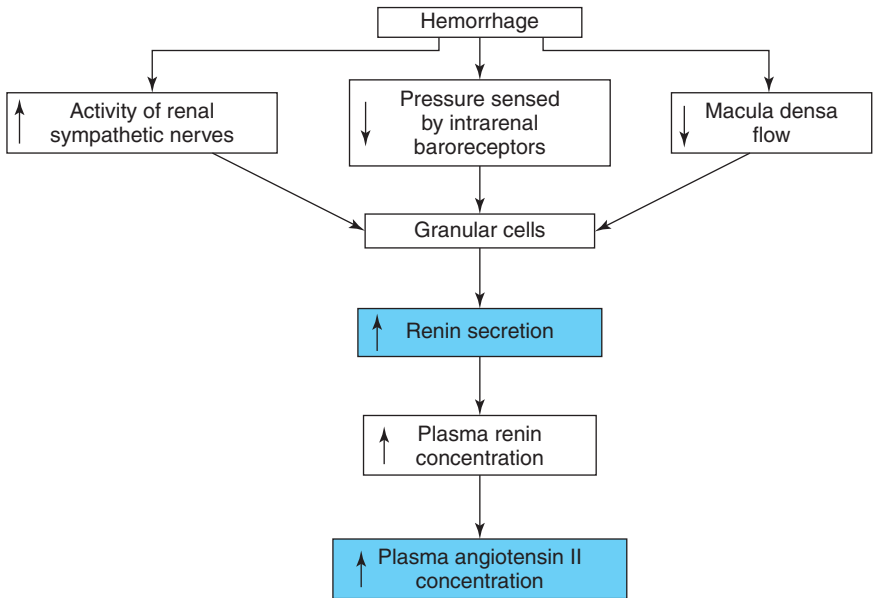 Hemorrhage
Activity of renal
sympathetic nerves
Pressure sensed
by intrarenal
baroreceptors
Macula densa
flow
Granular cells
Renin secretion
Plasma renin
concentration
Plasma angiotensin II
concentration